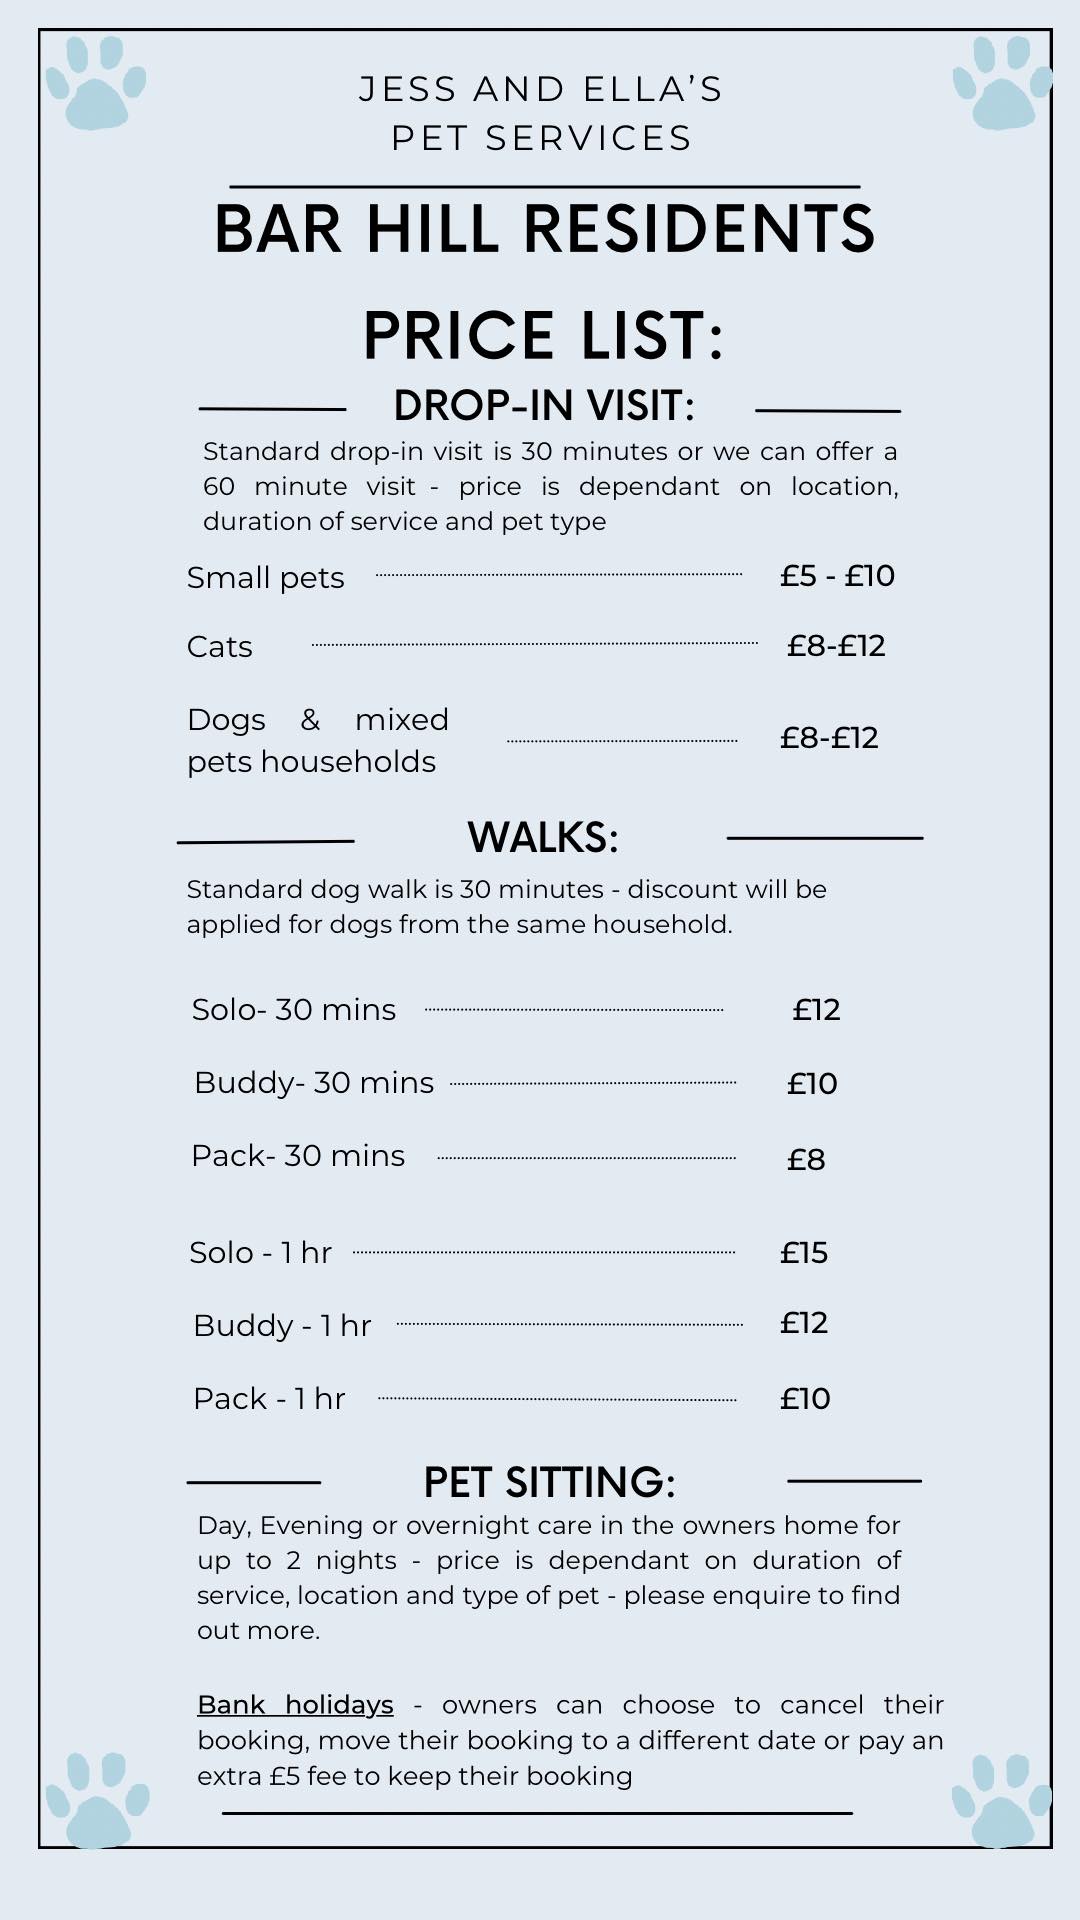 JESS AND ELLA’S
PET SERVICES
BAR HILL RESIDENTS
PRICE LIST:
DROP-IN VISIT:
Standard drop-in visit is 30 minutes or we can offer a
60 minute visit - price is dependant on location,
duration of service and pet type
Small pets £5 - £10
Cats £8-£12
Dogs & mixed
pets households £8-£12
WALKS:
Standard dog walk is 30 minutes - discount will be
applied for dogs from the same household.
Solo- 30 mins £12
Buddy- 30 mins £10
Pack- 30 mins £8
Solo - 1 hr £15
Buddy - 1 hr £12
Pack - 1 hr £10
PET SITTING:
Day, Evening or overnight care in the owners home for
up to 2 nights - price is dependant on duration of
service, location and type of pet - please enquire to find
out more.
Bank holidays - owners can choose to cancel their
booking, move their booking to a different date or pay an
extra £5 fee to keep their booking